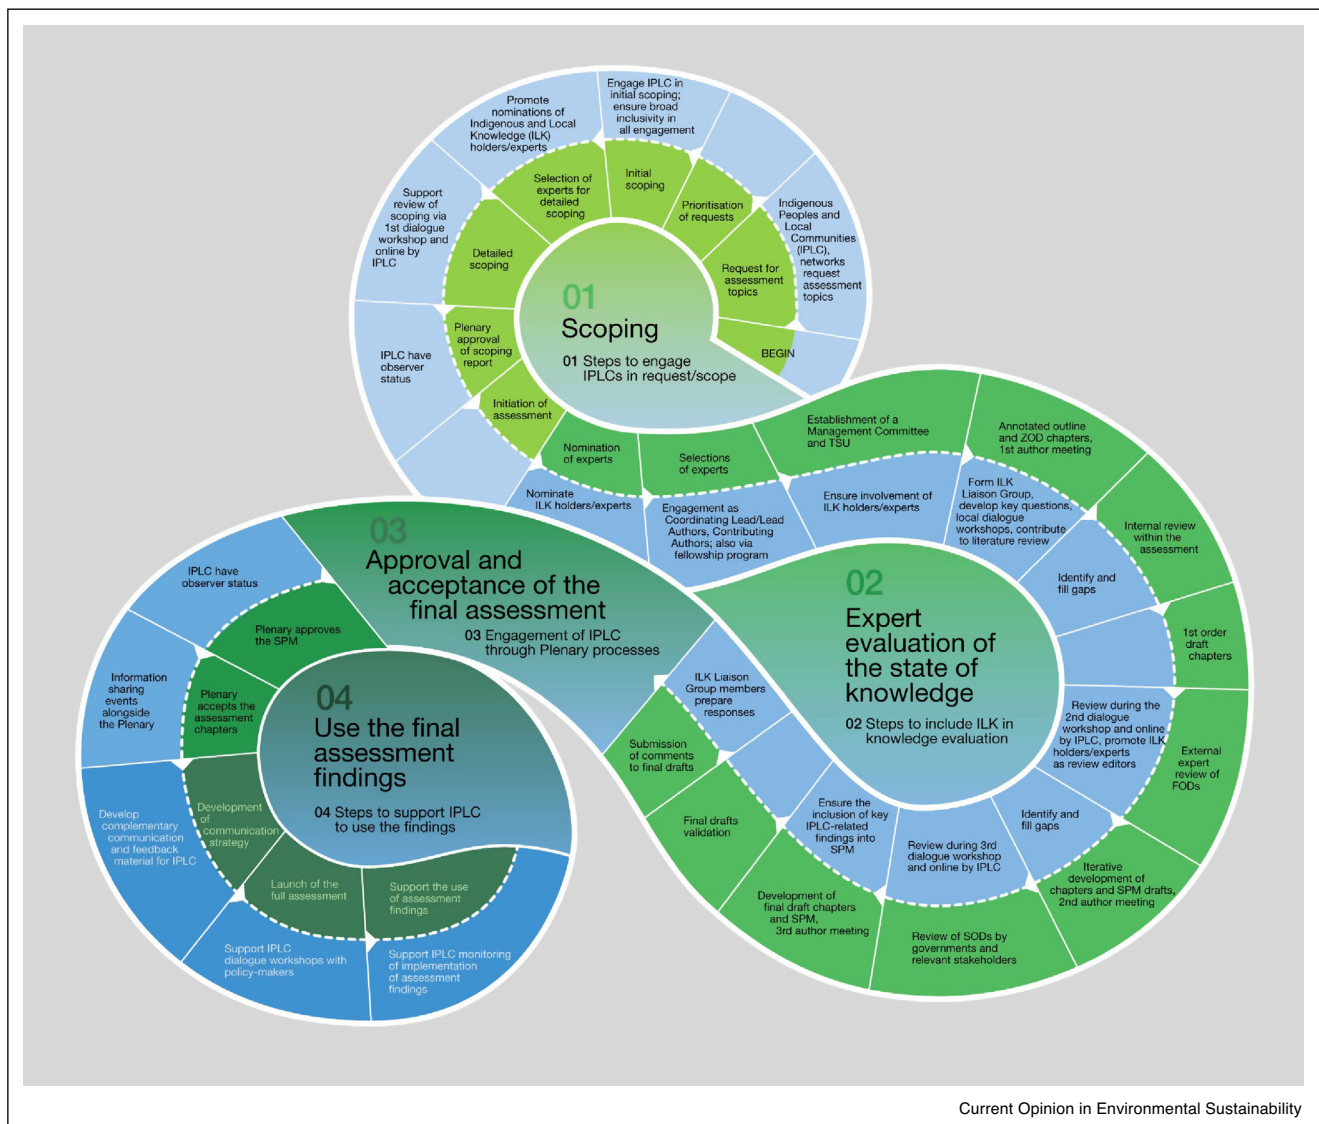 01
Scoping
01 Steps to engage
IPLCs in request/scope
BEGIN
Request for
assessment
topics
Indigenous
Peoples and
Local
Communities
(IPLC),
networks
request
assessment
topics
Prioritisation
of requests
Initial
scoping
Engage IPLC in
initial scoping;
ensure broad
inclusivity in
all engagement
Selection of
experts for
detailed
scoping
Promote
nominations of
Indigenous and Local
Knowledge (ILK)
holders/experts
Detailed
scoping
Support
review of
scoping via
1st dialogue
workshop and
online by
IPLC
Plenary
approval
of scoping
report
IPLC have
observer
status
Initiation of
assessment
Nomination
of experts
Nominate
ILK holders/experts
Selections
of experts
Engagement as
Coordinating Lead/Lead
Authors, Contributing
Authors; also via
fellowship program
Establishment of a
Management Committee
and TSU
Ensure involvement of
ILK holders/experts
Annotated outline
and ZOD chapters,
1st author meeting
Form ILK
Liaison Group,
develop key questions,
local dialogue
workshops, contribute
to literature review
Internal review
within the
assessment
Identify and
fill gaps
1st order
draft
chapters
02
Expert
evaluation of
the state of
knowledge
02 Steps to include ILK in
knowledge evaluation
External
expert
review of
FODs
Review during the
2nd dialogue
workshop and online
by IPLC, promote ILK
holders/experts
as review editors
Iterative
development of
chapters and SPM drafts,
2nd author meeting
Identify and
fill gaps
Review of SODs by
governments and
relevant stakeholders
Review during 3rd
dialogue workshop
and online by IPLC
Development of
final draft chapters
and SPM,
3rd author meeting
Ensure the
inclusion of key
IPLC-related
findings into
SPM
Final drafts
validation
Submission
of comments
to final drafts
ILK Liaison
Group members
prepare
responses
03
Approval and
acceptance of the
final assessment
03 Engagement of IPLC
through Plenary processes
Plenary approves
the SPM
IPLC have
observer status
Plenary
accepts the
assessment
chapters
Information
sharing
events
alongside
the Plenary
04
Use the final
assessment
findings
04 Steps to support IPLC
to use the findings
Development
of
communication
strategy
Develop
complementary
communication
and feedback
material for IPLC
Launch of the
full assessment
Support IPLC
dialogue workshops with
policy-makers
Support the use
of assessment
findings
Support IPLC monitoring
of implementation
of assessment
findings
Current Opinion in Environmental Sustainability